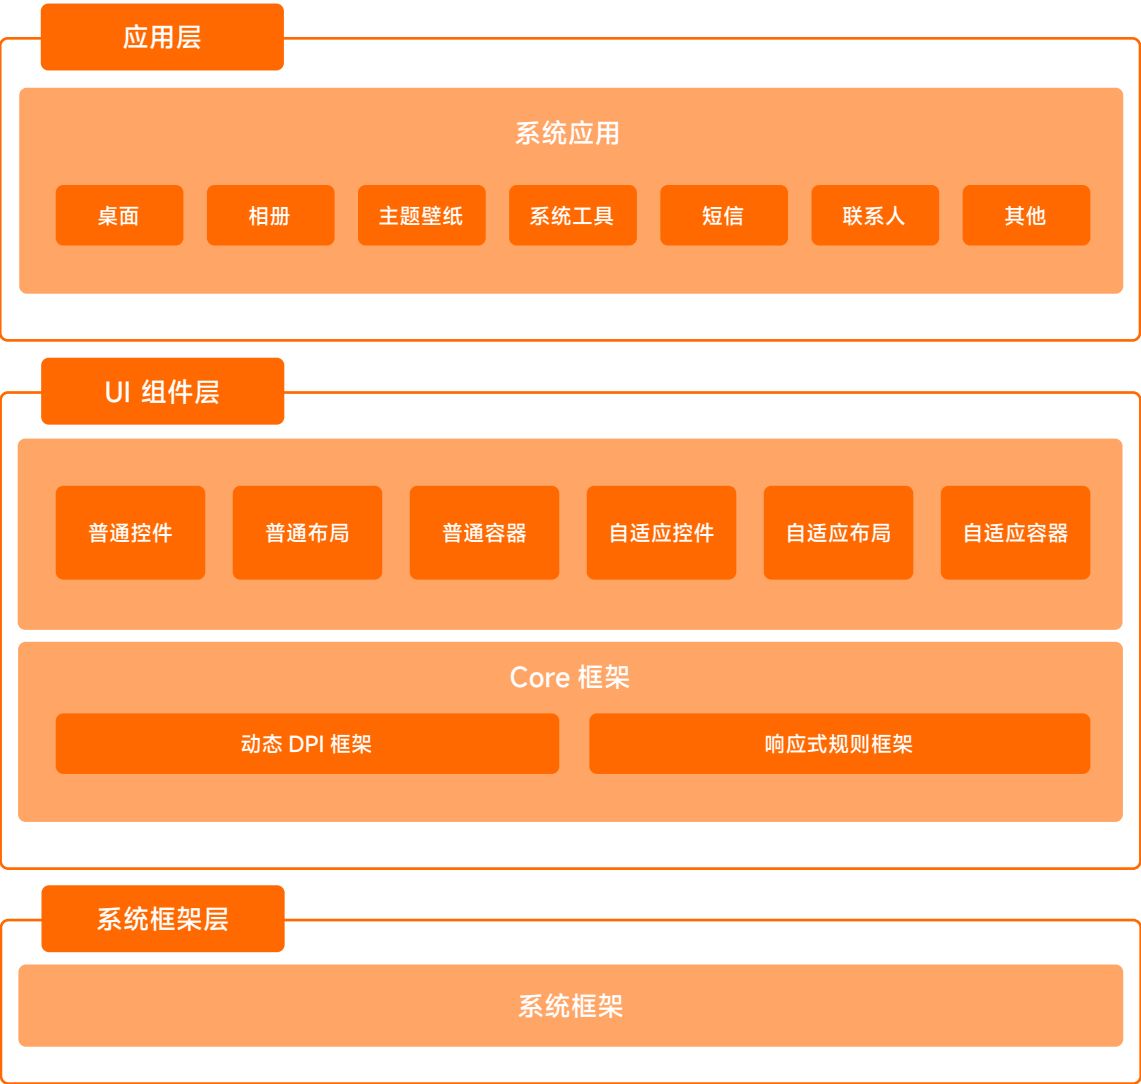 应用层
系统应用
桌面
相册
主题壁纸
系统工具
短信
联系人
其他
UI 组件层
普通控件
普通布局
普通容器
自适应控件
自适应布局
自适应容器
Core 框架
动态 DPI 框架
响应式规则框架
系统框架层
系统框架